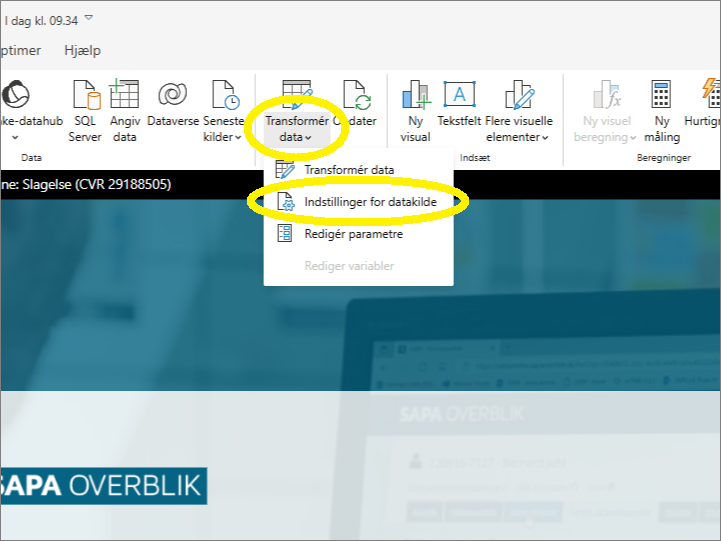 I dag kl. 09.34
ptimer Hjælp
ke-datahub
SQL
Server
Angiv
data
Dataverse
Seneste
kilder
Transformér
data
Ny
visual
Tekstfelt
Flere visuelle
elementer
Ny visuel
beregning
Ny
måling
Hurtig
Data
Indsæt
Beregninger
Transformér data
Indstillinger for datakilde
Redigér parametre
Rediger variabler
ne: Slagelse (CVR 29188505)
SAPA OVERBLIK
SAPA OVERBLIK